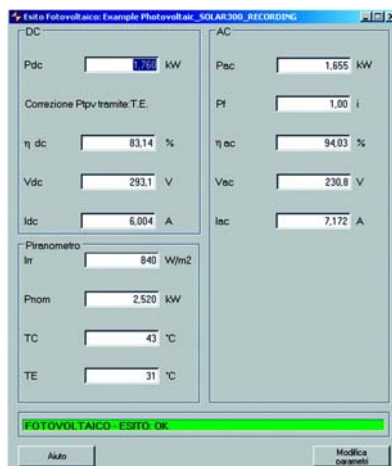 Esito Fotovoltaico: Example Photovoltaic_SOLAR300_RECORDING
DC
Pdc 1,760 kW
Correzione Ptpv tramite:T.E.
η dc 83,14 %
Vdc 293,1 V
Idc 6,004 A
Piranometro
Irr 840 W/m2
Pnom 2,520 kW
TC 43 °C
TE 31 °C
AC
Pac 1,655 kW
Pf 1,00 i
η ac 94,03 %
Vac 230,8 V
Iac 7,172 A
FOTOVOLTAICO - ESITO: OK
Aiuto
Modifica
parametri